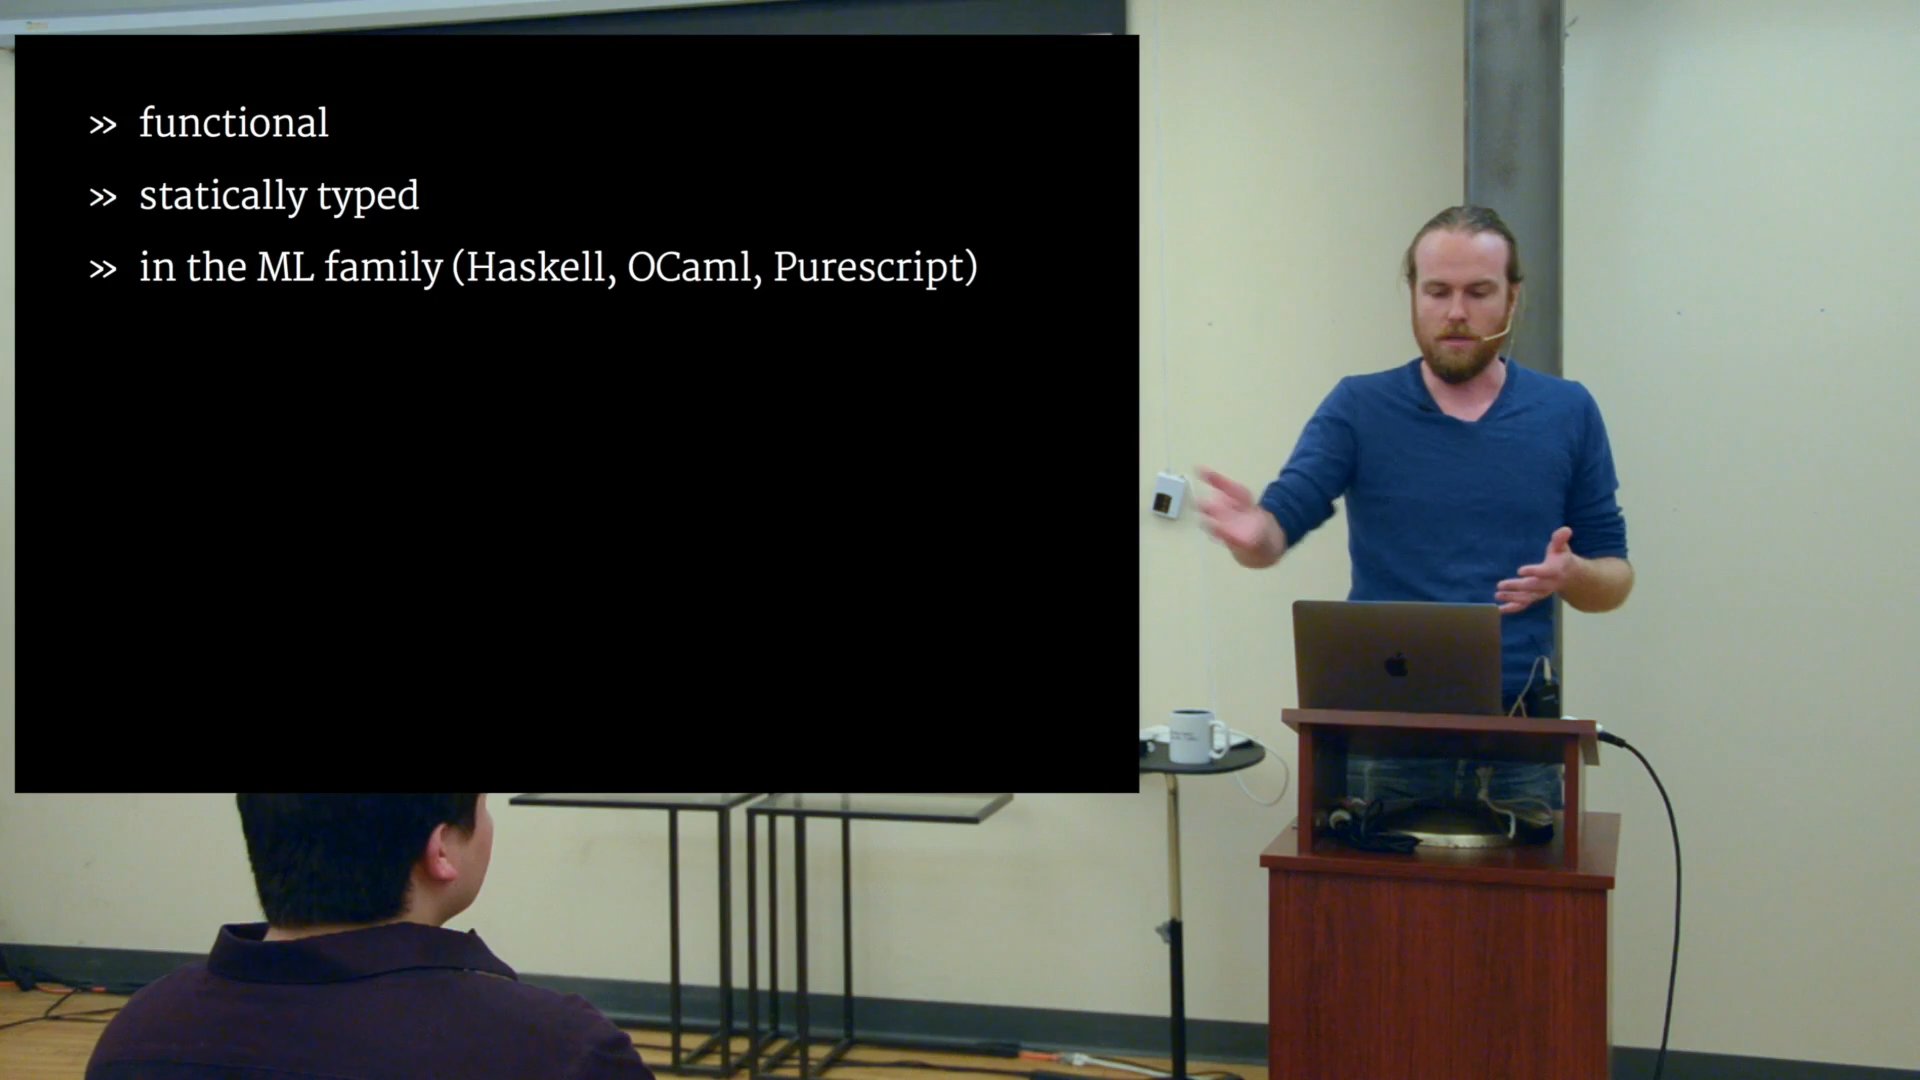 » functional
» statically typed
» in the ML family (Haskell, OCaml, Purescript)